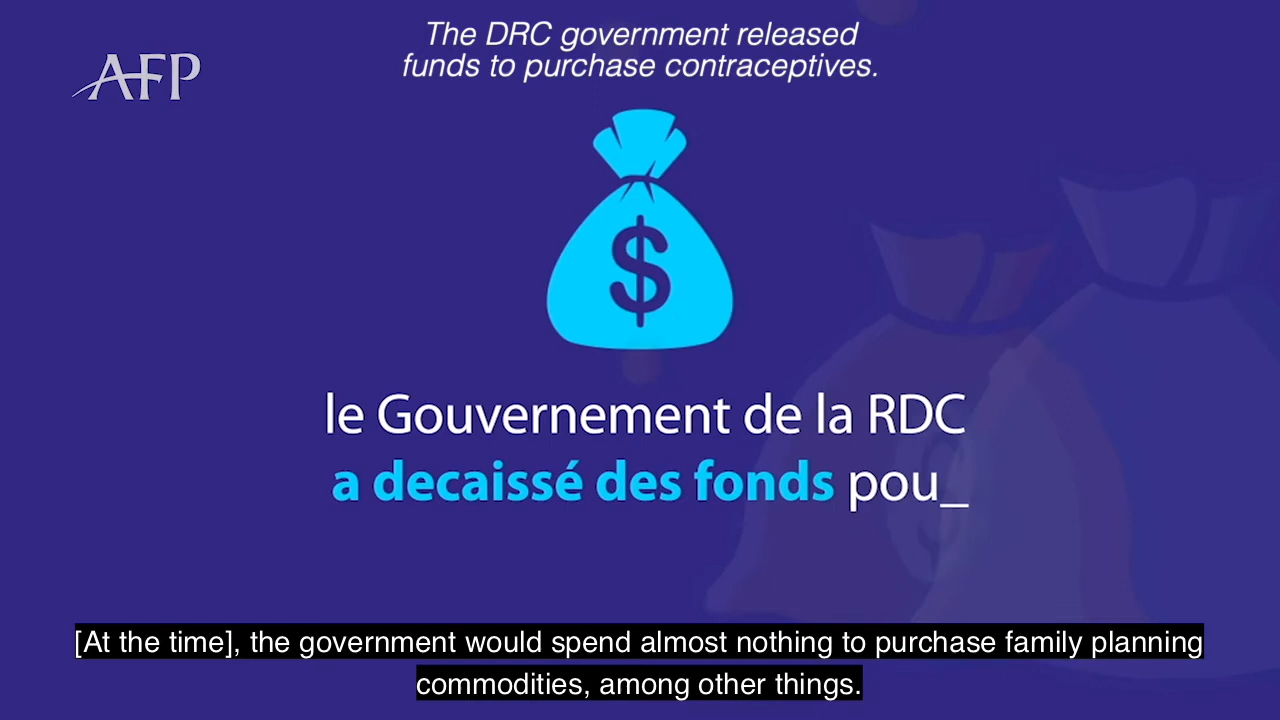 The DRC government released
funds to purchase contraceptives.
AFP
$
le Gouvernement de la RDC
a decaissé des fonds pou_
[At the time], the government would spend almost nothing to purchase family planning
commodities, among other things.